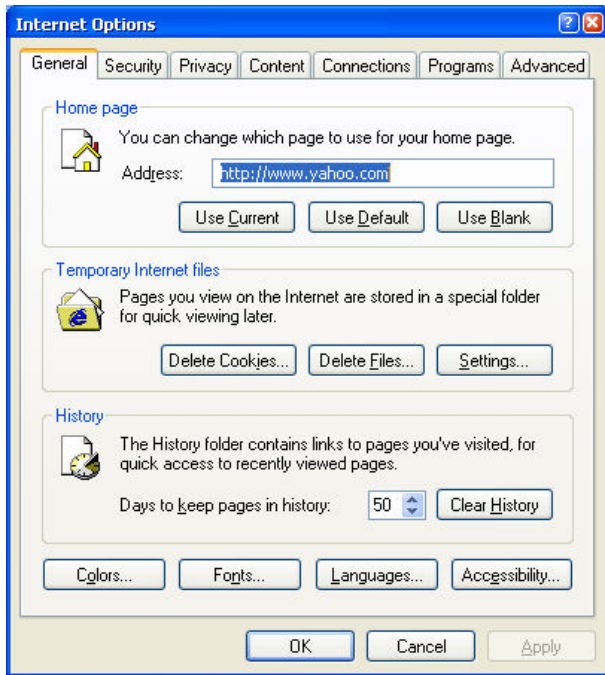 Internet Options
General Security Privacy Content Connections Programs Advanced
Home page
You can change which page to use for your home page.
Address: http://www.yahoo.com
Use Current Use Default Use Blank
Temporary Internet files
Pages you view on the Internet are stored in a special folder
for quick viewing later.
Delete Cookies... Delete Files... Settings...
History
The History folder contains links to pages you've visited, for
quick access to recently viewed pages.
Days to keep pages in history: 50 Clear History
Colors... Fonts... Languages... Accessibility...
OK Cancel Apply